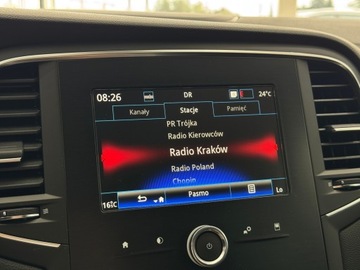 08:26 DR 24°C
Kanały Stacje Pamięć
PR Trójka
Radio Kierowców
Radio Kraków
Radio Poland
Chopin
16°C Pasmo Lo